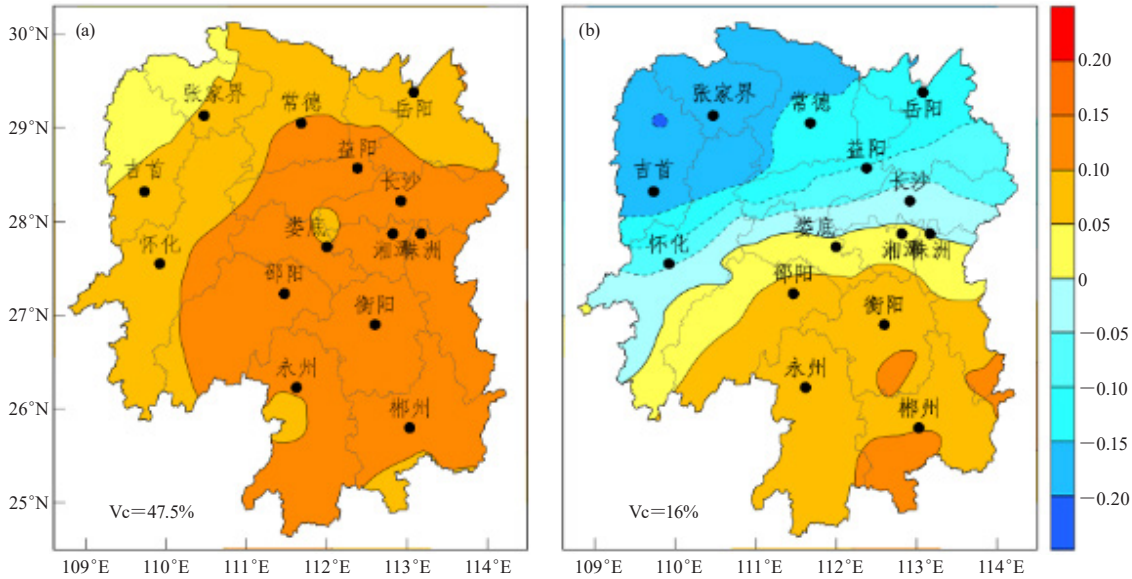 (a)
(b)
30°N
29°N
28°N
27°N
26°N
25°N
张家界
常德
岳阳
益阳
吉首
长沙
娄底
湘潭
株洲
怀化
邵阳
衡阳
永州
郴州
Vc=47.5%
109°E
110°E
111°E
112°E
113°E
114°E
张家界
常德
岳阳
益阳
吉首
长沙
娄底
湘潭
株洲
怀化
邵阳
衡阳
永州
郴州
Vc=16%
109°E
110°E
111°E
112°E
113°E
114°E
0.20
0.15
0.10
0.05
0
−0.05
−0.10
−0.15
−0.20